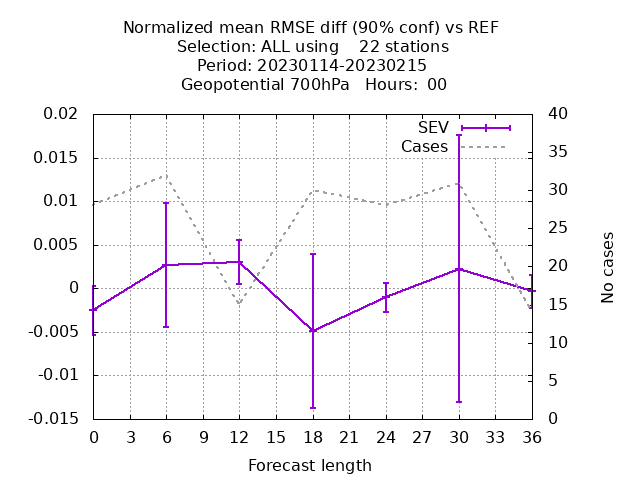 Normalized mean RMSE diff (90% conf) vs REF
Selection: ALL using    22 stations
Period: 20230114-20230215
Geopotential 700hPa   Hours:  00
SEV
Cases
0.02
0.015
0.01
0.005
0
-0.005
-0.01
-0.015
40
35
30
25
20
15
10
5
0
No cases
0 3 6 9 12 15 18 21 24 27 30 33 36
Forecast length